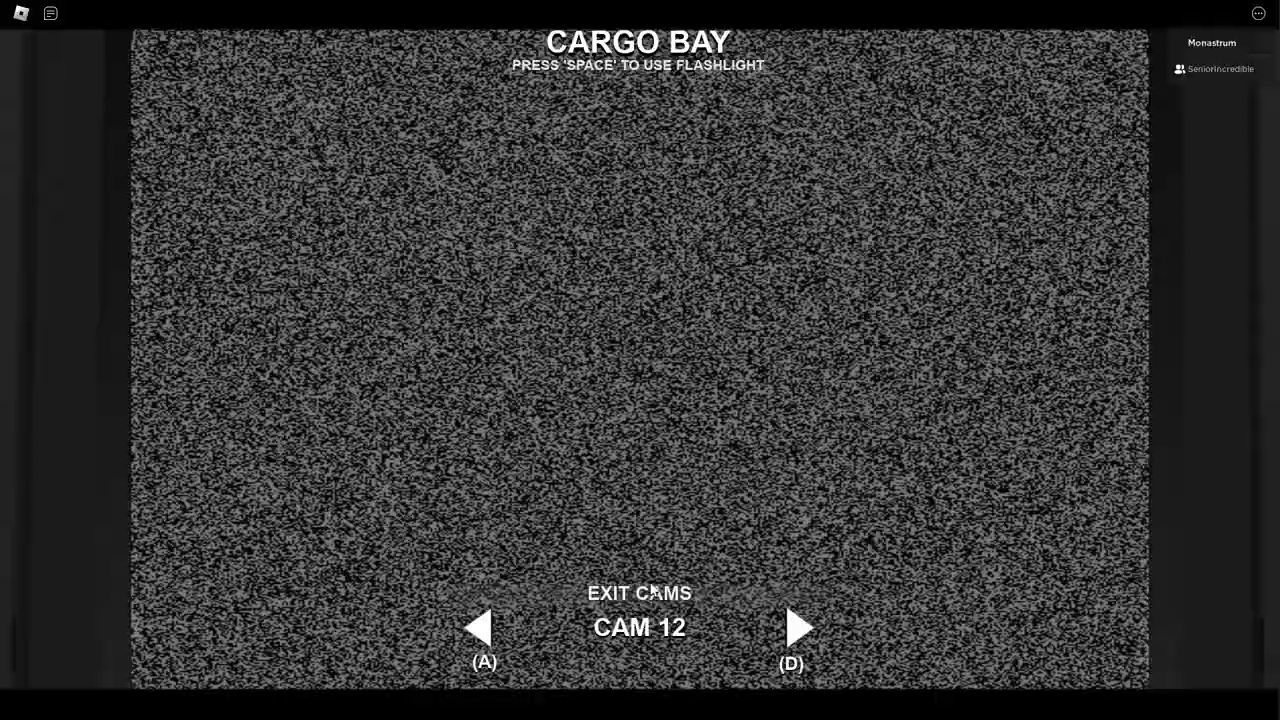 CARGO BAY
PRESS 'SPACE' TO USE FLASHLIGHT
Monastrum
SeniorIncredible
EXIT CAMS
CAM 12
(A)
(D)